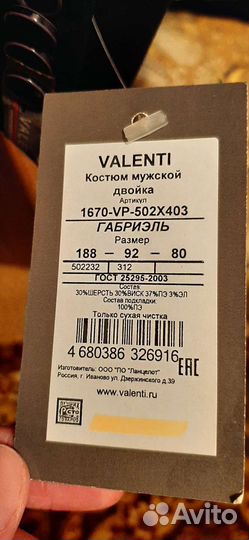 VALENTI
Костюм мужской
двойка
Артикул
1670-VP-502X403
ГАБРИЭЛЬ
Размер
188 – 92 – 80
502232 312
ГОСТ 25295-2003
Состав
30%ШЕРСТЬ 30%ВИСК 37%ПЭ 3%ЭЛ
Состав подкладки
100%ПЭ
Только сухая чистка
4 680386 326916
EAC
Изготовитель: ООО "ПО "Ланцелот"
Россия, г. Иваново ул. Дзержинского д.39
www.valenti.ru
Avito